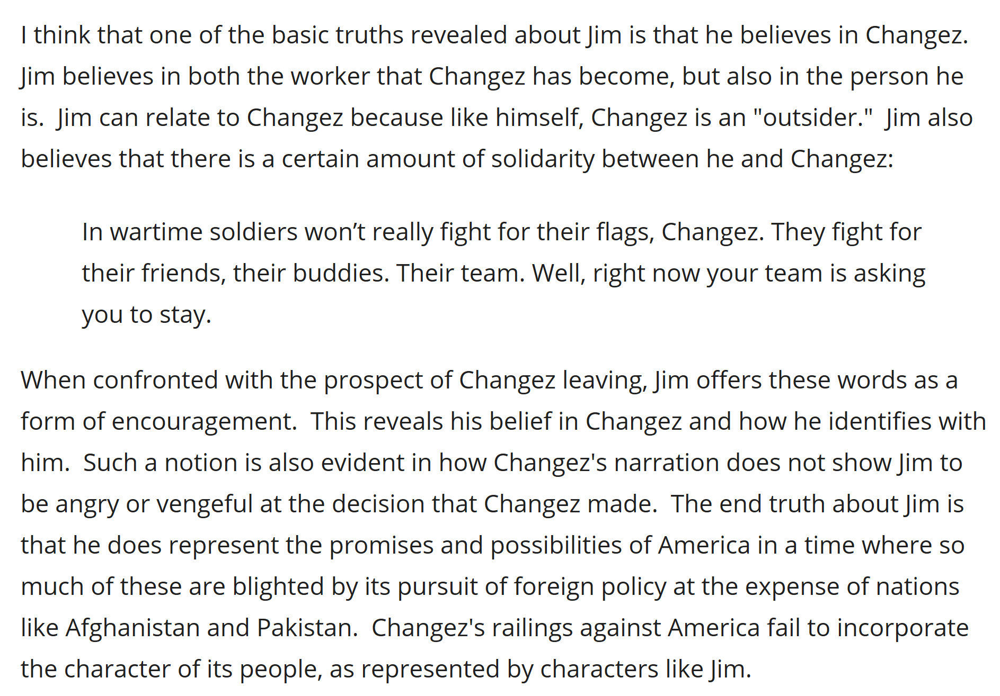 I think that one of the basic truths revealed about Jim is that he believes in Changez.
Jim believes in both the worker that Changez has become, but also in the person he
is.  Jim can relate to Changez because like himself, Changez is an "outsider."  Jim also
believes that there is a certain amount of solidarity between he and Changez:
In wartime soldiers won’t really fight for their flags, Changez. They fight for
their friends, their buddies. Their team. Well, right now your team is asking
you to stay.
When confronted with the prospect of Changez leaving, Jim offers these words as a
form of encouragement.  This reveals his belief in Changez and how he identifies with
him.  Such a notion is also evident in how Changez's narration does not show Jim to
be angry or vengeful at the decision that Changez made.  The end truth about Jim is
that he does represent the promises and possibilities of America in a time where so
much of these are blighted by its pursuit of foreign policy at the expense of nations
like Afghanistan and Pakistan.  Changez's railings against America fail to incorporate
the character of its people, as represented by characters like Jim.